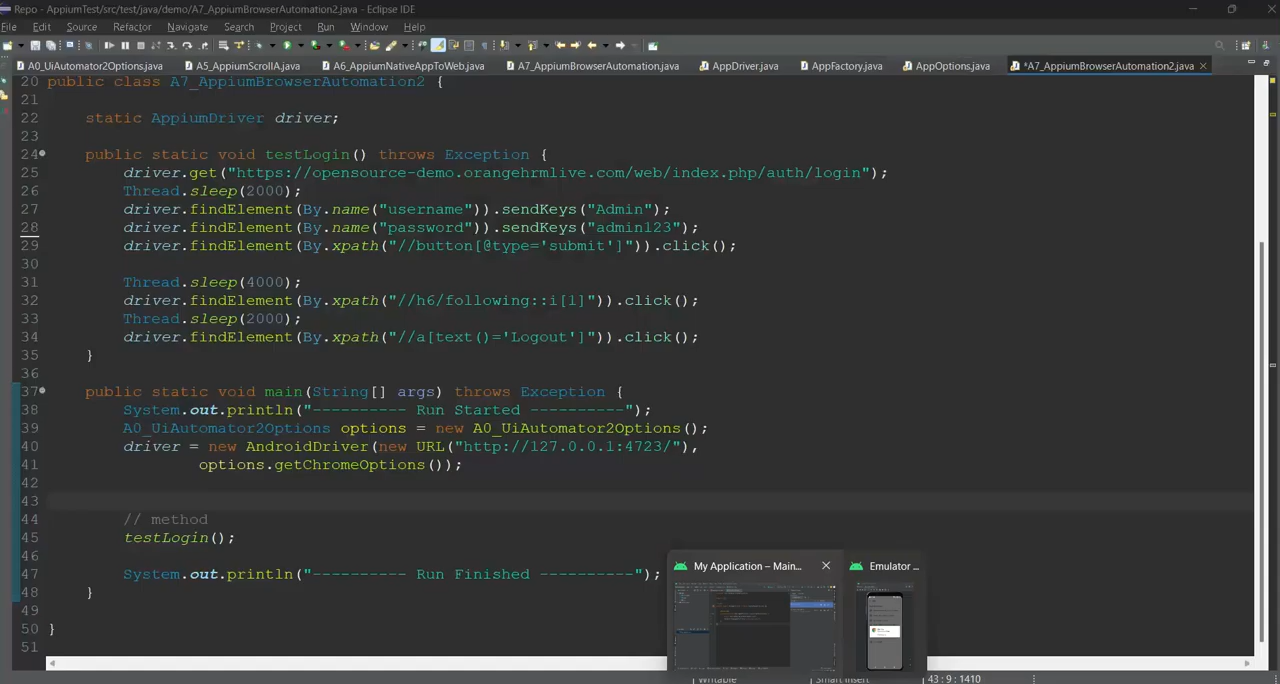 Repo - AppiumTest/src/test/java/demo/A7_AppiumBrowserAutomation2.java - Eclipse IDE
File Edit Source Refactor Navigate Search Project Run Window Help
A0_UiAutomator2Options.java A5_AppiumScrollA.java A6_AppiumNativeAppToWeb.java A7_AppiumBrowserAutomation.java AppDriver.java AppFactory.java AppOptions.java *A7_AppiumBrowserAutomation2.java
20 public class A7_AppiumBrowserAutomation2 {
21
22 static AppiumDriver driver;
23
24 public static void testLogin() throws Exception {
25 driver.get("https://opensource-demo.orangehrmlive.com/web/index.php/auth/login");
26 Thread.sleep(2000);
27 driver.findElement(By.name("username")).sendKeys("Admin");
28 driver.findElement(By.name("password")).sendKeys("admin123");
29 driver.findElement(By.xpath("//button[@type='submit']")).click();
30
31 Thread.sleep(4000);
32 driver.findElement(By.xpath("//h6/following::i[1]")).click();
33 Thread.sleep(2000);
34 driver.findElement(By.xpath("//a[text()='Logout']")).click();
35 }
36
37 public static void main(String[] args) throws Exception {
38 System.out.println("---------- Run Started ----------");
39 A0_UiAutomator2Options options = new A0_UiAutomator2Options();
40 driver = new AndroidDriver(new URL("http://127.0.0.1:4723/"),
41 options.getChromeOptions());
42
43
44 // method
45 testLogin();
46
47 System.out.println("---------- Run Finished ----------");
48 }
49
50 }
51
My Application – Main... Emulator ...
Writable Smart Insert 43 : 9 : 1410